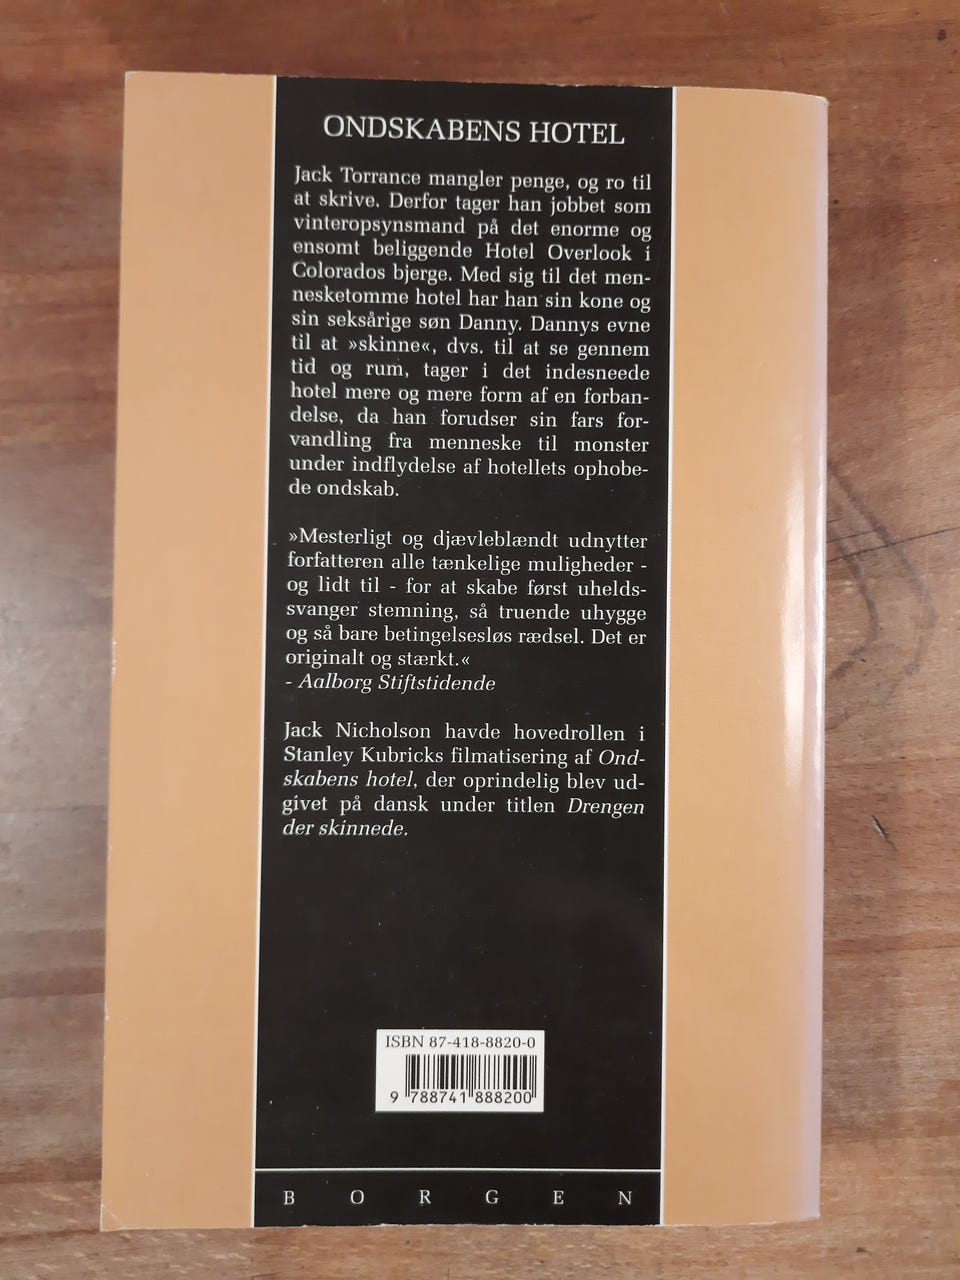 ONDSKABENS HOTEL
Jack Torrance mangler penge, og ro til
at skrive. Derfor tager han jobbet som
vinteropsynsmand på det enorme og
ensomt beliggende Hotel Overlook i
Colorados bjerge. Med sig til det men-
nesketomme hotel har han sin kone og
sin seksårige søn Danny. Dannys evne
til at »skinne«, dvs. til at se gennem
tid og rum, tager i det indesneede
hotel mere og mere form af en forban-
delse, da han forudser sin fars for-
vandling fra menneske til monster
under indflydelse af hotellets ophobe-
de ondskab.
»Mesterligt og djævleblændt udnytter
forfatteren alle tænkelige muligheder -
og lidt til - for at skabe først uhelds-
svanger stemning, så truende uhygge
og så bare betingelsesløs rædsel. Det er
originalt og stærkt.«
- Aalborg Stiftstidende
Jack Nicholson havde hovedrollen i
Stanley Kubricks filmatisering af Ond-
skabens hotel, der oprindelig blev ud-
givet på dansk under titlen Drengen
der skinnede.
ISBN 87-418-8820-0
9 788741 888200
BORGEN